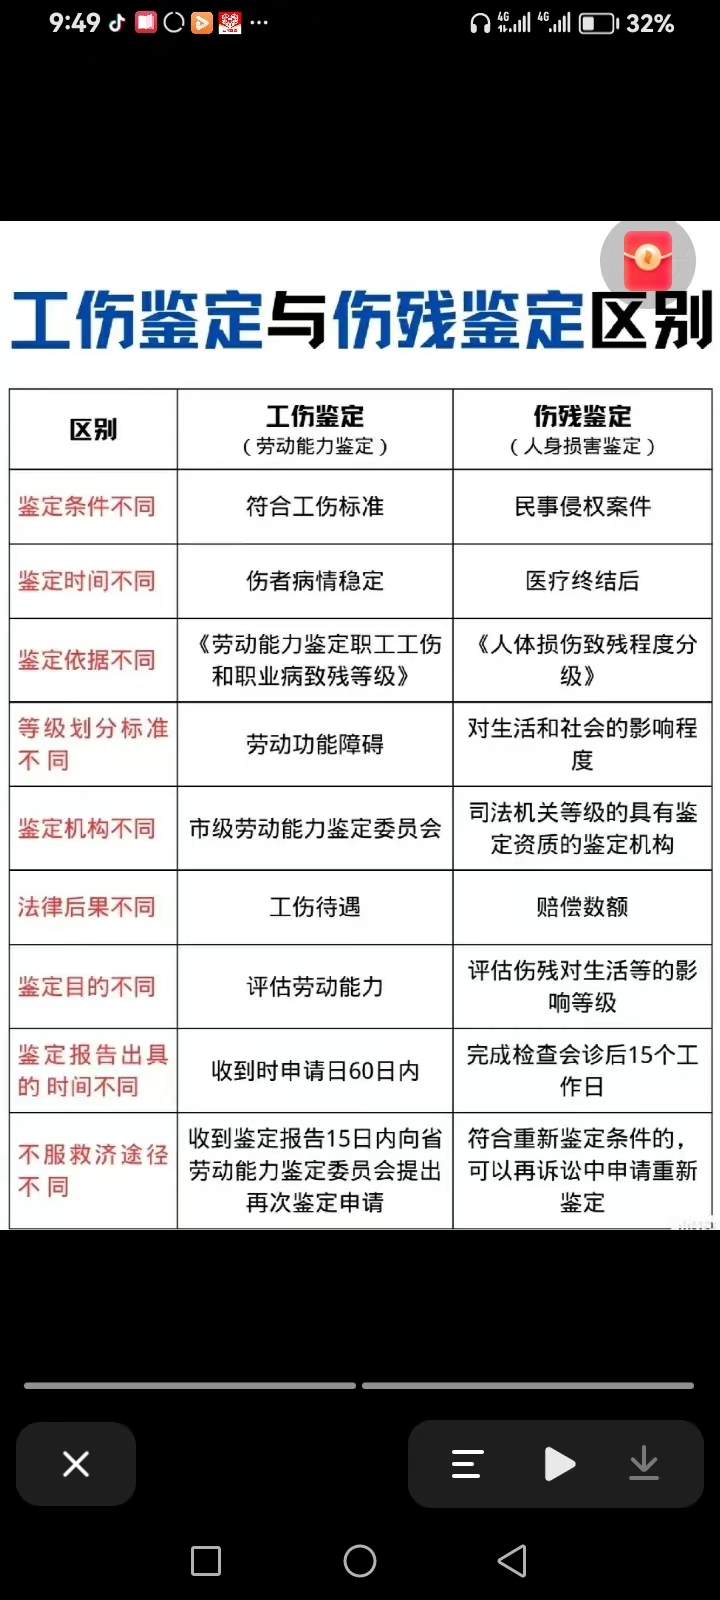 9:49
4G
4G
32%
工伤鉴定与伤残鉴定区别
区别
工伤鉴定
（劳动能力鉴定）
伤残鉴定
（人身损害鉴定）
鉴定条件不同
符合工伤标准
民事侵权案件
鉴定时间不同
伤者病情稳定
医疗终结后
鉴定依据不同
《劳动能力鉴定职工工伤
和职业病致残等级》
《人体损伤致残程度分
级》
等级划分标准
不同
劳动功能障碍
对生活和社会的影响程
度
鉴定机构不同
市级劳动能力鉴定委员会
司法机关等级的具有鉴
定资质的鉴定机构
法律后果不同
工伤待遇
赔偿数额
鉴定目的不同
评估劳动能力
评估伤残对生活等的影
响等级
鉴定报告出具
的 时间不同
收到时申请日60日内
完成检查会诊后15个工
作日
不服救济途径
不同
收到鉴定报告15日内向省
劳动能力鉴定委员会提出
再次鉴定申请
符合重新鉴定条件的，
可以再诉讼中申请重新
鉴定